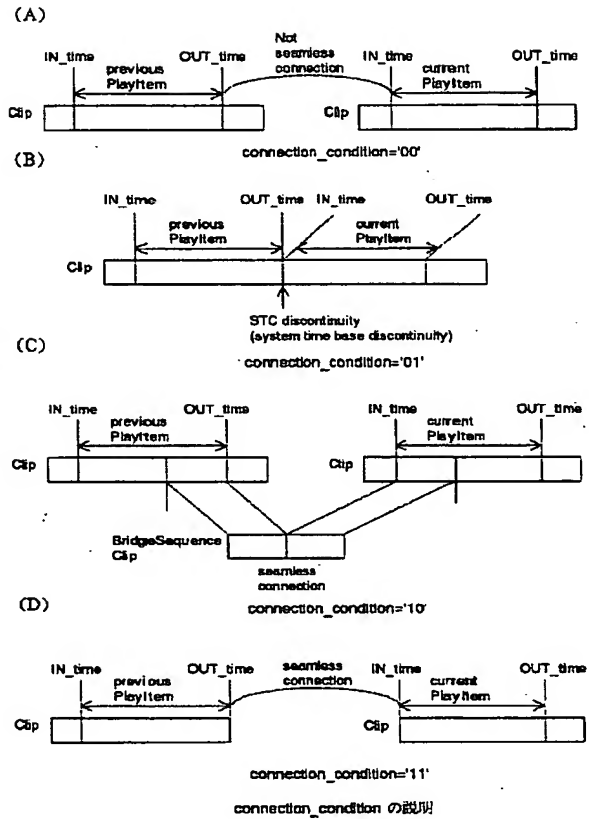 (A)
Not
seamless
connection
IN_time
previous
PlayItem
OUT_time
IN_time
current
PlayItem
OUT_time
Clip
Clip
connection_condition='00'
(B)
IN_time
previous
PlayItem
OUT_time
IN_time
current
PlayItem
OUT_time
Clip
STC discontinuity
(system time base discontinuity)
connection_condition='01'
(C)
IN_time
previous
PlayItem
OUT_time
IN_time
current
PlayItem
OUT_time
Clip
Clip
BridgeSequence
Clip
seamless
connection
connection_condition='10'
(D)
IN_time
previous
PlayItem
OUT_time
seamless
connection
IN_time
current
PlayItem
OUT_time
Clip
Clip
connection_condition='11'
connection_condition の説明